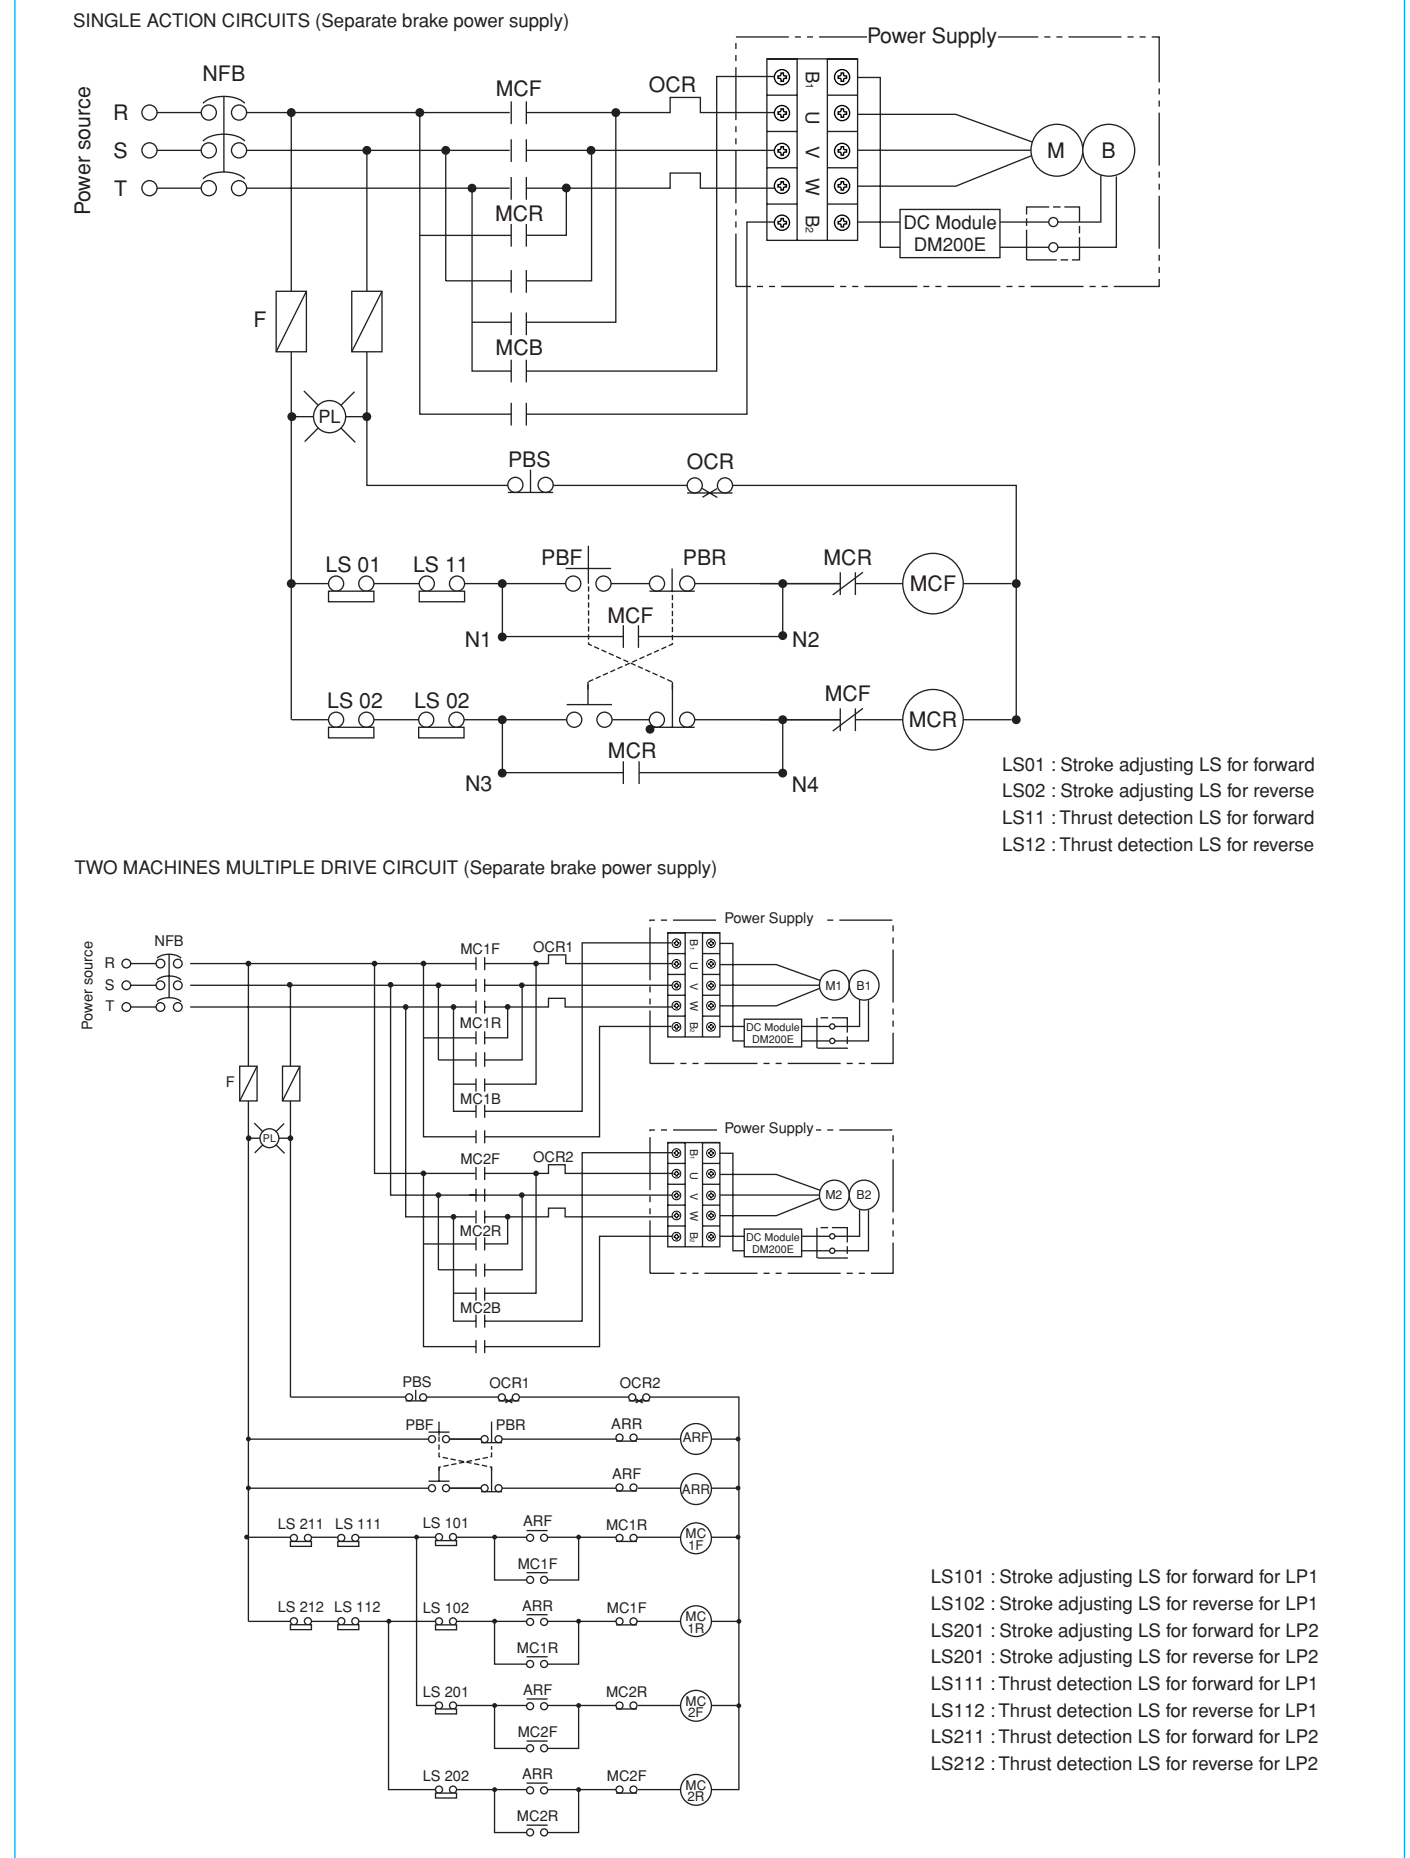 SINGLE ACTION CIRCUITS (Separate brake power supply)
Power Supply
NFB
MCF
OCR
Power source
R
S
T
B1
U
V
W
B2
M
B
MCR
DC Module
DM200E
F
MCB
PL
PBS
OCR
LS 01
LS 11
PBF
PBR
MCR
MCF
MCF
N1
N2
LS 02
LS 02
MCF
MCR
MCR
N3
N4
LS01 : Stroke adjusting LS for forward
LS02 : Stroke adjusting LS for reverse
LS11 : Thrust detection LS for forward
LS12 : Thrust detection LS for reverse
TWO MACHINES MULTIPLE DRIVE CIRCUIT (Separate brake power supply)
Power Supply
NFB
MC1F
OCR1
Power source
R
S
T
B1
U
V
W
B2
M1
B1
MC1R
DC Module
DM200E
F
MC1B
PL
Power Supply
MC2F
OCR2
B1
U
V
W
B2
M2
B2
MC2R
DC Module
DM200E
MC2B
PBS
OCR1
OCR2
PBF
PBR
ARR
ARF
ARF
ARR
LS 211
LS 111
LS 101
ARF
MC1R
MC
1F
MC1F
LS 212
LS 112
LS 102
ARR
MC1F
MC
1R
MC1R
LS 201
ARF
MC2R
MC
2F
MC2F
LS 202
ARR
MC2F
MC
2R
MC2R
LS101 : Stroke adjusting LS for forward for LP1
LS102 : Stroke adjusting LS for reverse for LP1
LS201 : Stroke adjusting LS for forward for LP2
LS201 : Stroke adjusting LS for reverse for LP2
LS111 : Thrust detection LS for forward for LP1
LS112 : Thrust detection LS for reverse for LP1
LS211 : Thrust detection LS for forward for LP2
LS212 : Thrust detection LS for reverse for LP2